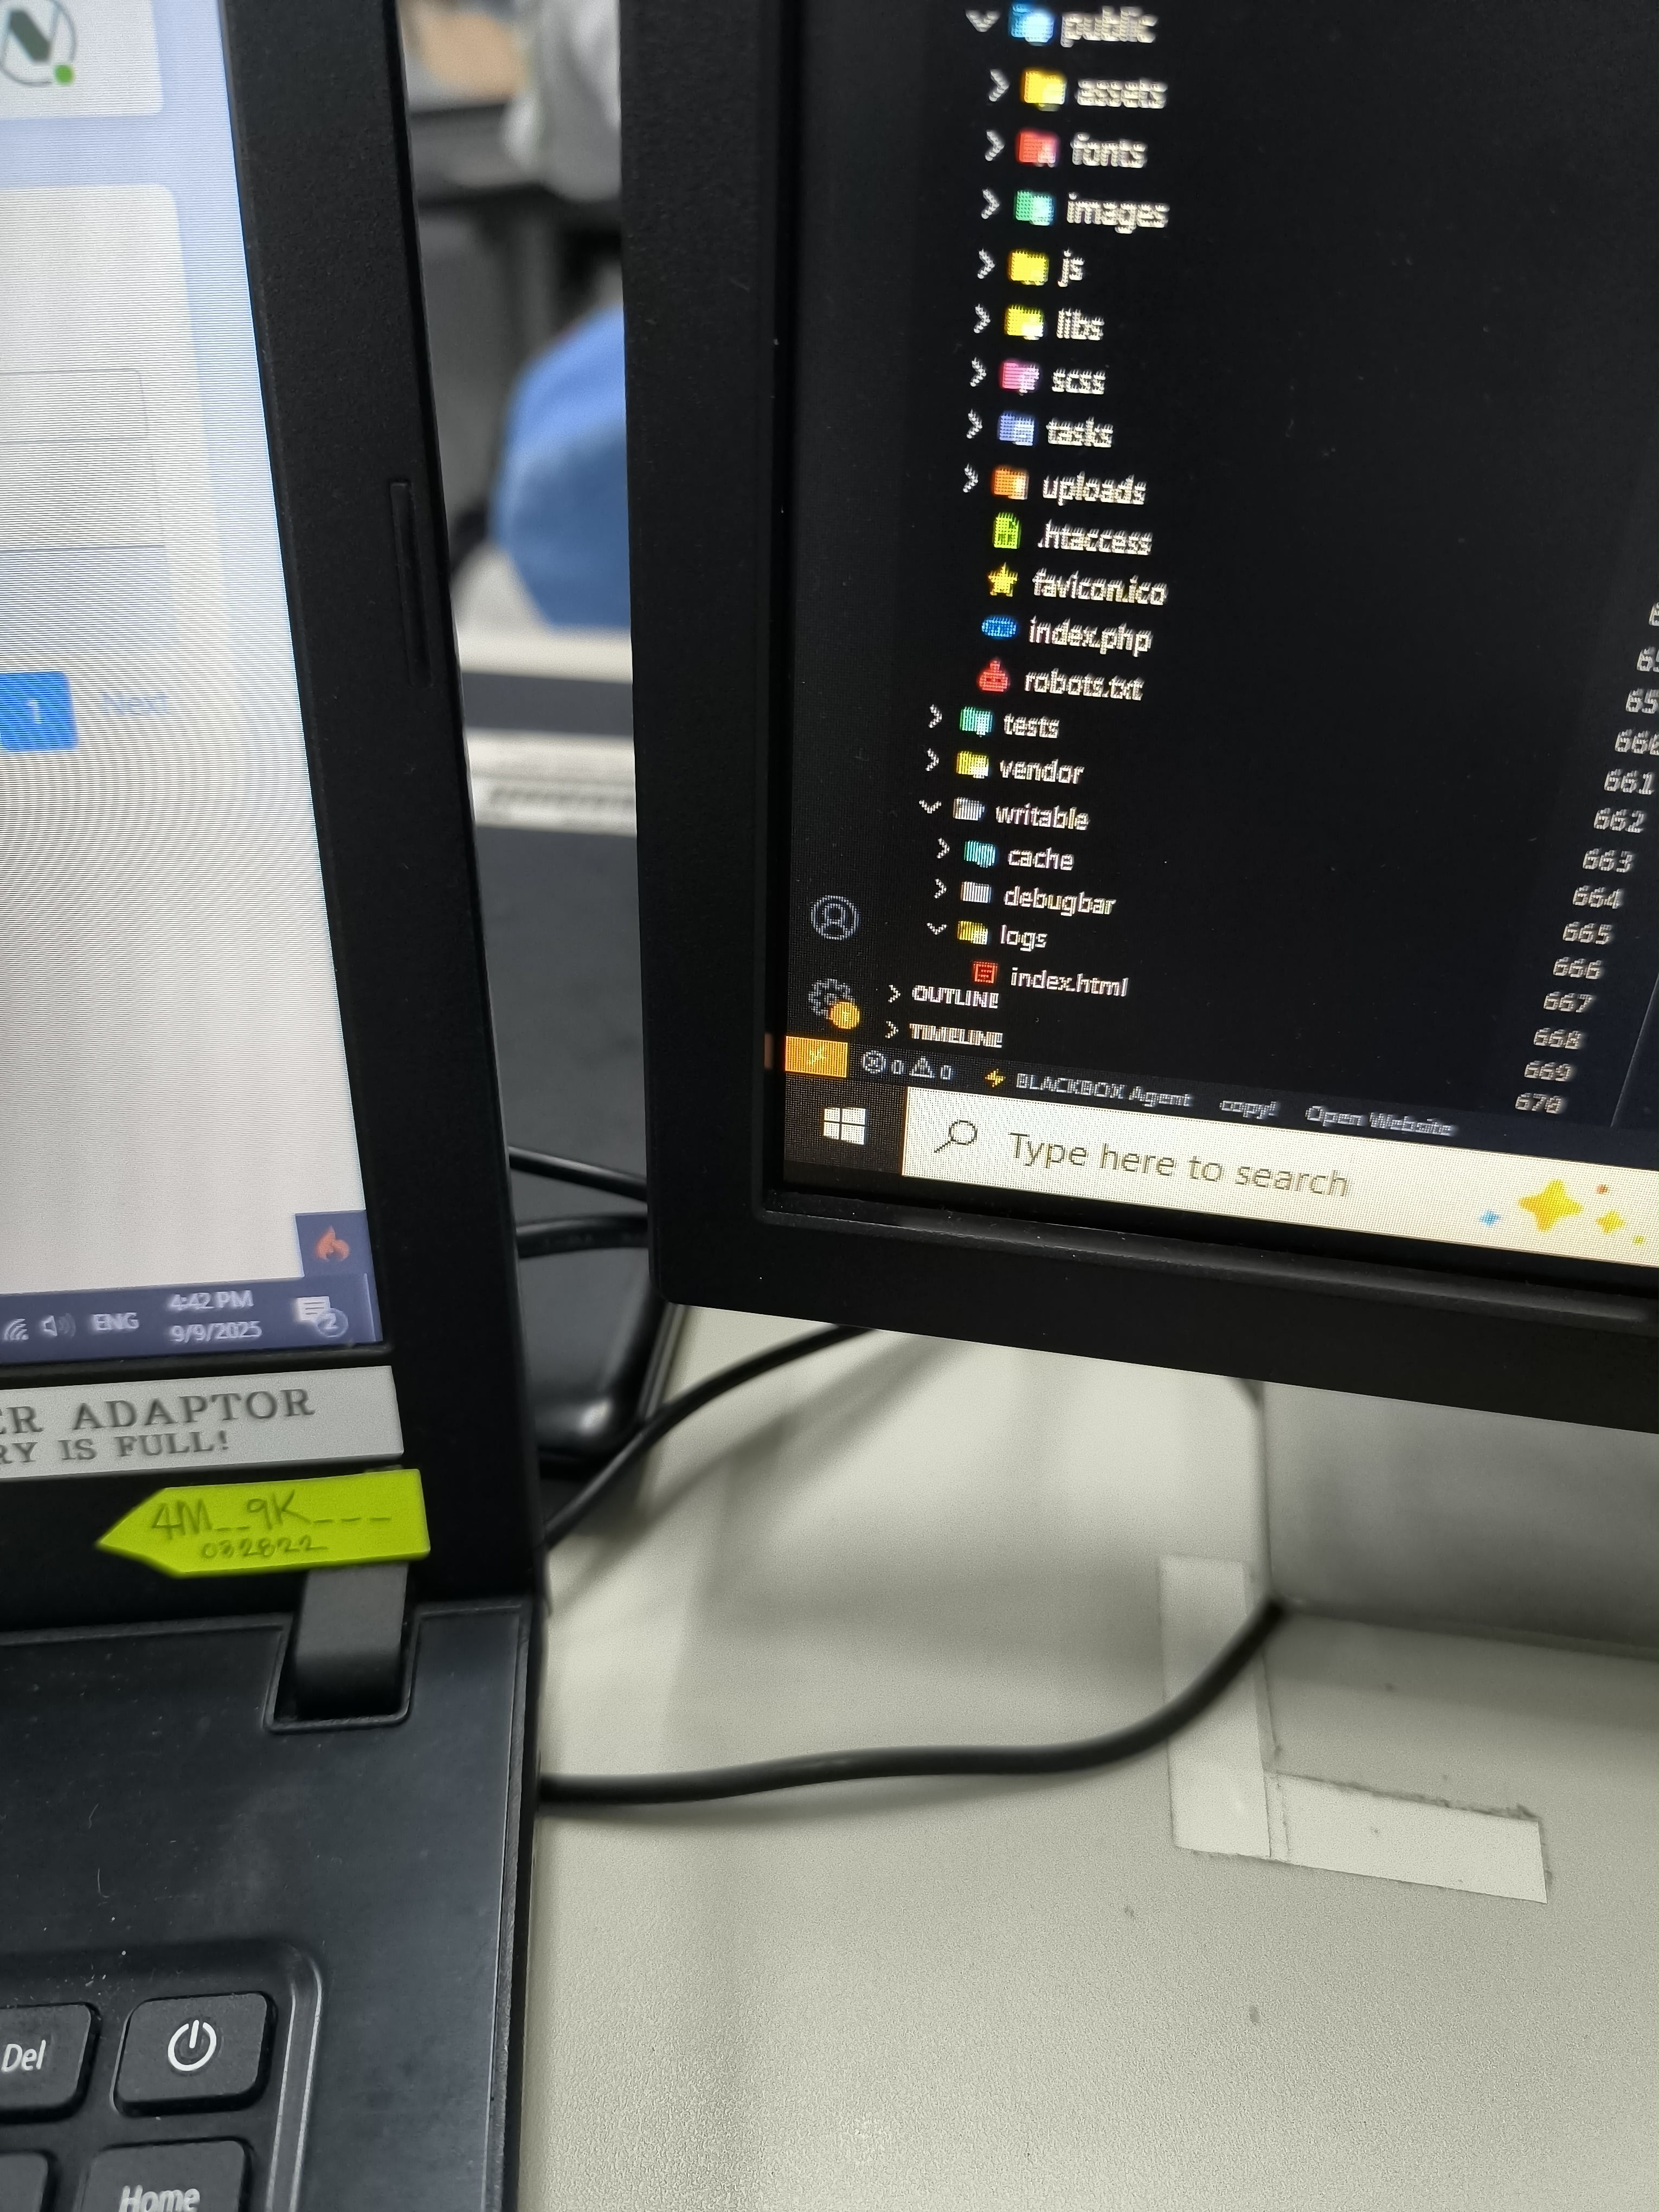 N
1 Next
4:42 PM
ENG
9/9/2025
2
ER ADAPTOR
RY IS FULL!
4M__9K___
032822
Del
Home
public
assets
fonts
images
js
libs
scss
tasks
uploads
.htaccess
favicon.ico
index.php
robots.txt
tests
vendor
writable
cache
debugbar
logs
index.html
OUTLINE
TIMELINE
0 0 BLACKBOX Agent copy! Open Website
661
662
663
664
665
666
667
668
669
670
Type here to search